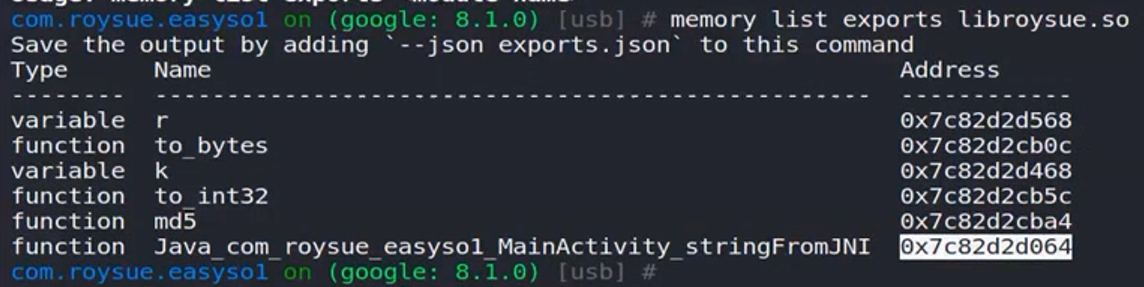 com.roysue.easyso1 on (google: 8.1.0) [usb] # memory list exports libroysue.so
Save the output by adding `--json exports.json` to this command
Type      Name                                                    Address
--------  ------------------------------------------------------  ------------
variable  r                                                       0x7c82d2d568
function  to_bytes                                                0x7c82d2cb0c
variable  k                                                       0x7c82d2d468
function  to_int32                                                0x7c82d2cb5c
function  md5                                                     0x7c82d2cba4
function  Java_com_roysue_easyso1_MainActivity_stringFromJNI  0x7c82d2d064
com.roysue.easyso1 on (google: 8.1.0) [usb] #